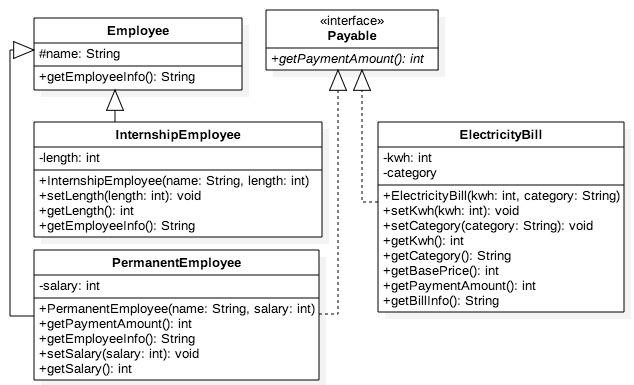 Employee
#name: String
+getEmployeeInfo(): String
«interface»
Payable
+getPaymentAmount(): int
InternshipEmployee
-length: int
+InternshipEmployee(name: String, length: int)
+setLength(length: int): void
+getLength(): int
+getEmployeeInfo(): String
ElectricityBill
-kwh: int
-category
+ElectricityBill(kwh: int, category: String)
+setKwh(kwh: int): void
+setCategory(category: String): void
+getKwh(): int
+getCategory(): String
+getBasePrice(): int
+getPaymentAmount(): int
+getBillInfo(): String
PermanentEmployee
-salary: int
+PermanentEmployee(name: String, salary: int)
+getPaymentAmount(): int
+getEmployeeInfo(): String
+setSalary(salary: int): void
+getSalary(): int